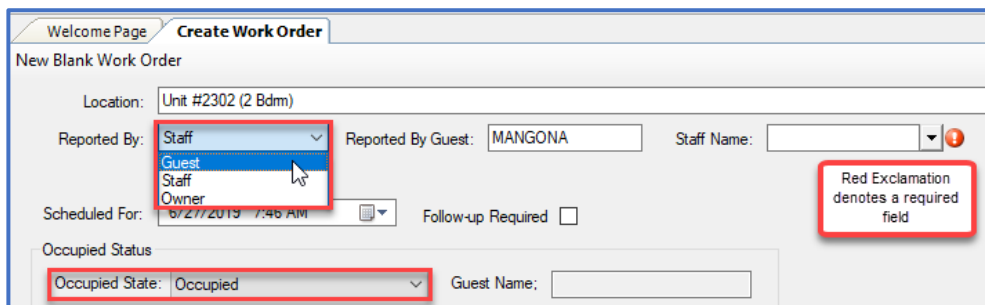 Welcome Page Create Work Order
New Blank Work Order
Location: Unit #2302 (2 Bdrm)
Reported By: Staff Reported By Guest: MANGONA Staff Name:
Guest
Staff
Owner
Red Exclamation
denotes a required
field
Scheduled For: 6/27/2019 7:46 AM Follow-up Required
Occupied Status
Occupied State: Occupied Guest Name;